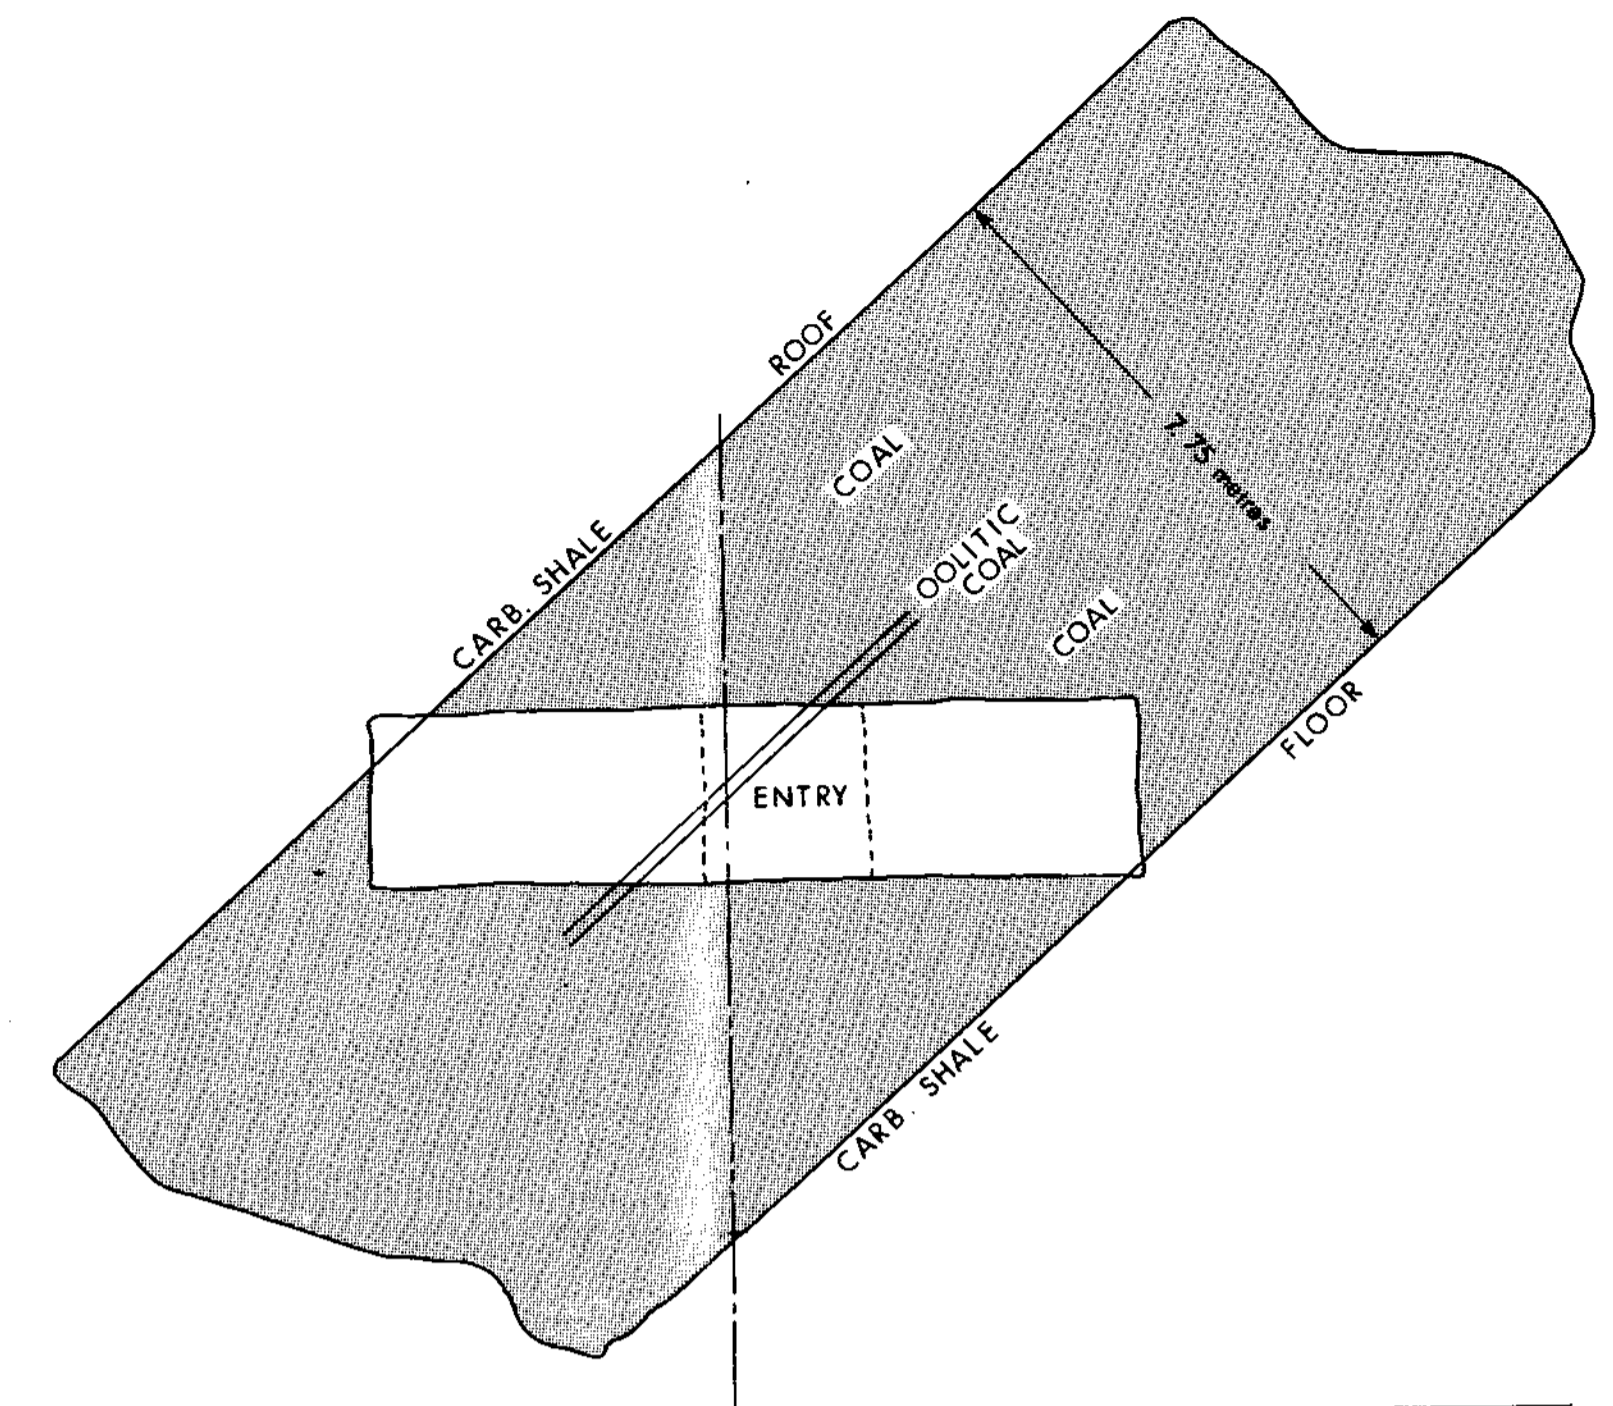 ROOF
CARB. SHALE
COAL
7.75 metres
OOLITIC
COAL
COAL
FLOOR
ENTRY
CARB. SHALE